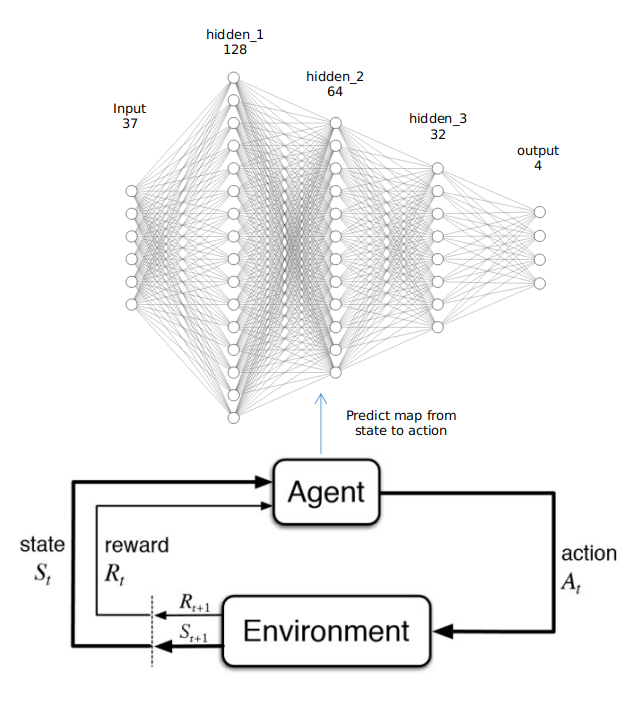 hidden_1
128
hidden_2
64
Input
37
hidden_3
32
output
4
Predict map from
state to action
Agent
state
S_t
reward
R_t
action
A_t
R_{t+1}
S_{t+1}
Environment